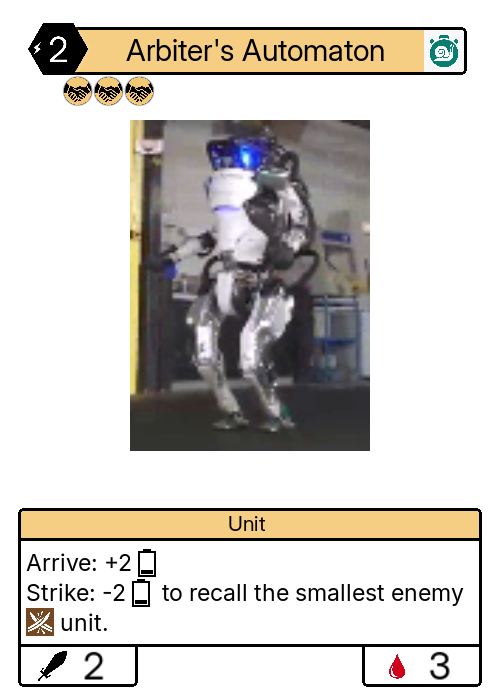 2
Arbiter's Automaton
Unit
Arrive: +2
Strike: -2 to recall the smallest enemy
unit.
2
3